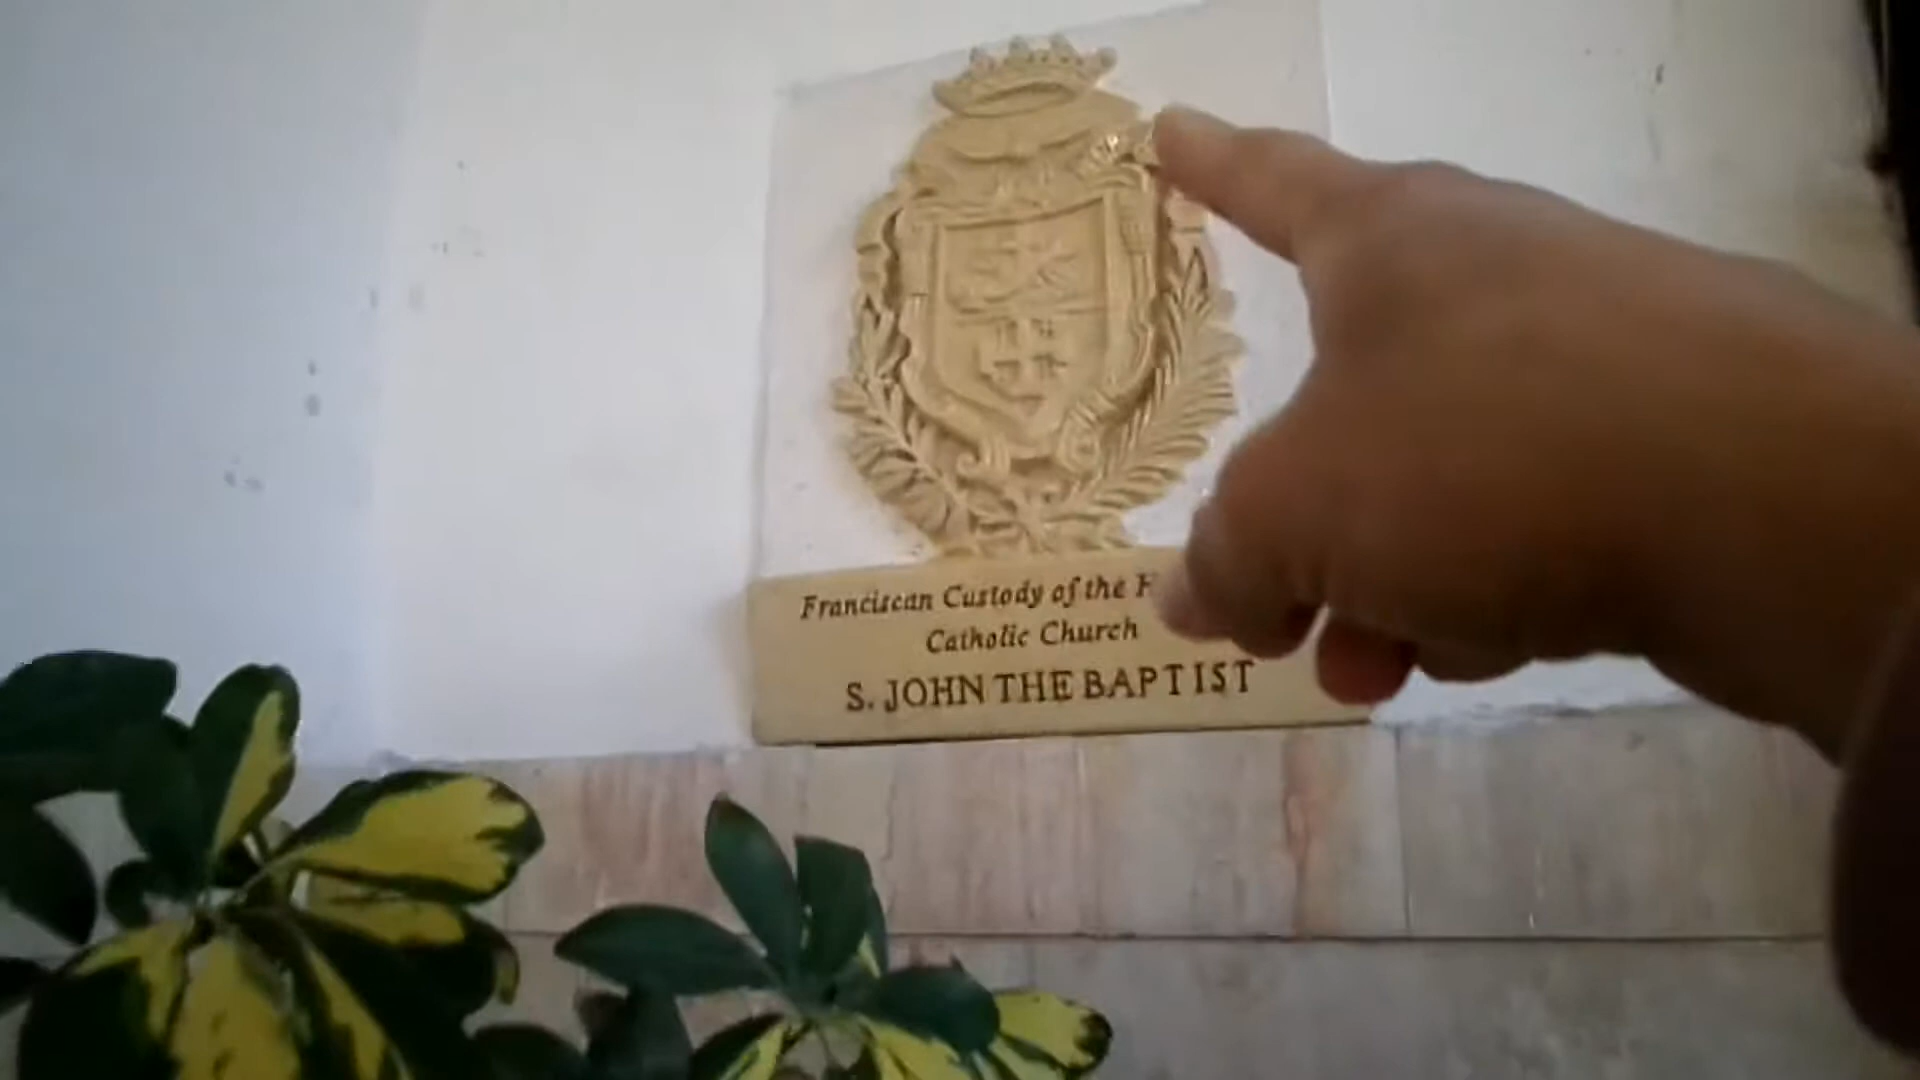 Franciscan Custody of the H
Catholic Church
S. JOHN THE BAPTIST